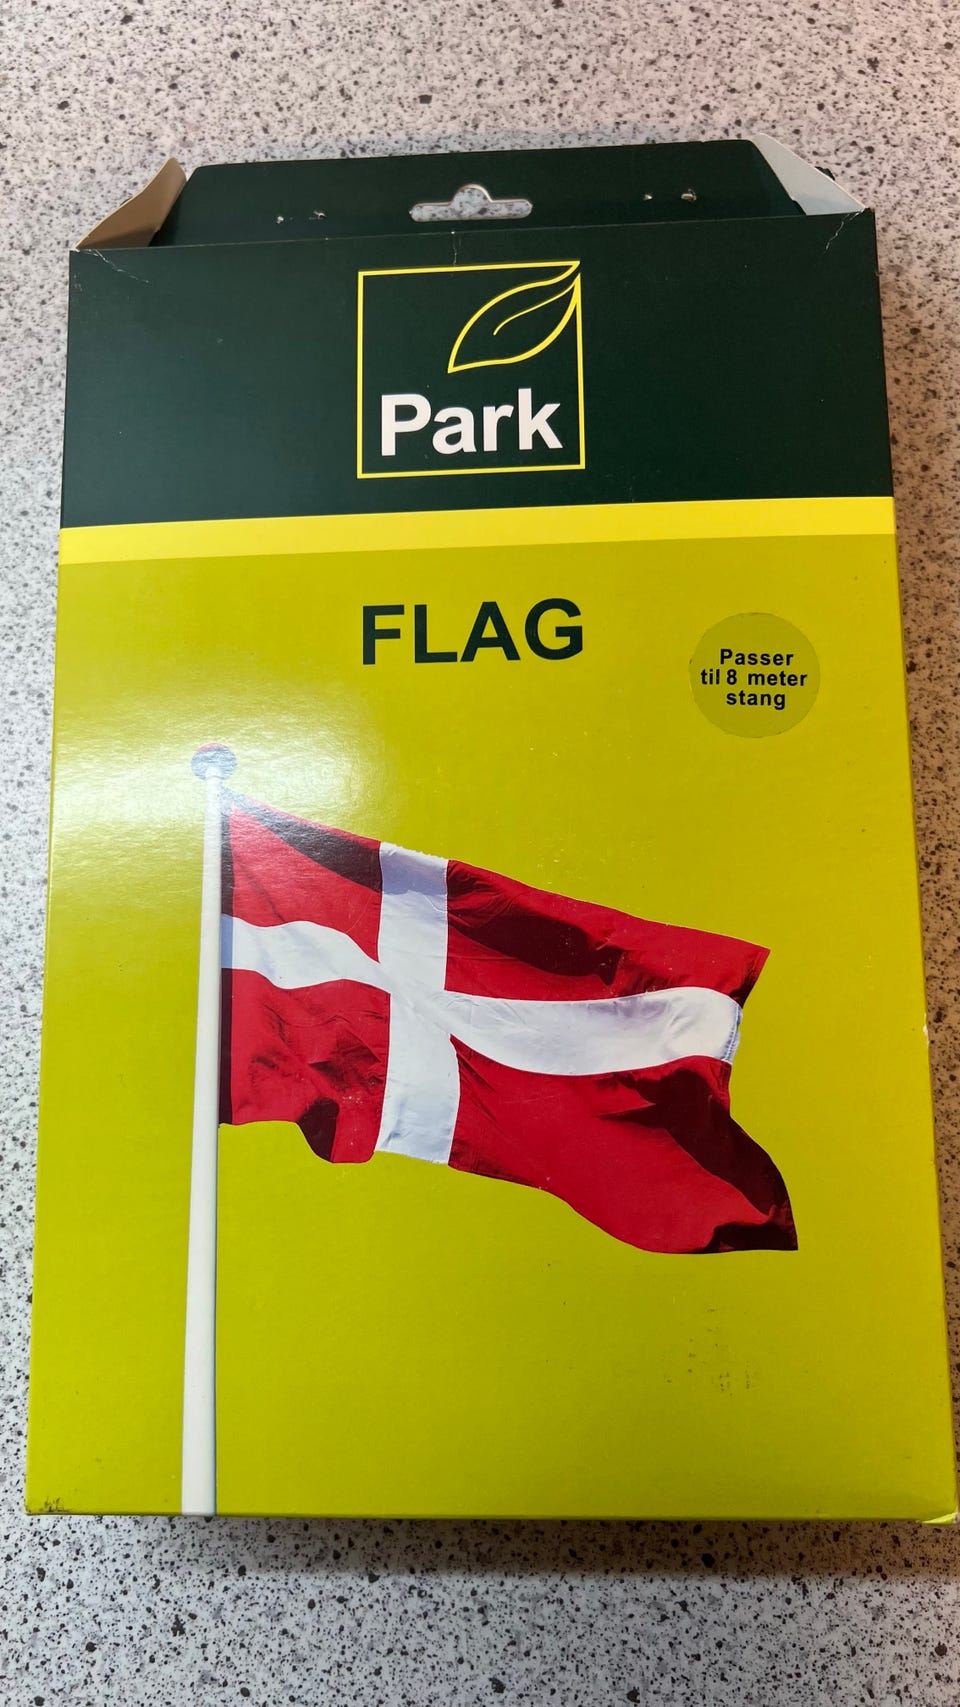 Park
FLAG
Passer
til 8 meter
stang